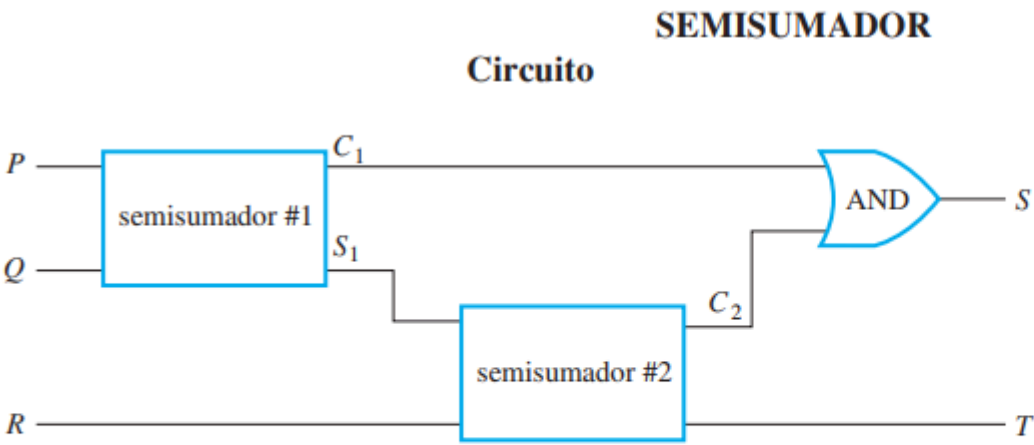 SEMISUMADOR
Circuito
P
C1
AND
S
semisumador #1
Q
S1
C2
semisumador #2
R
T